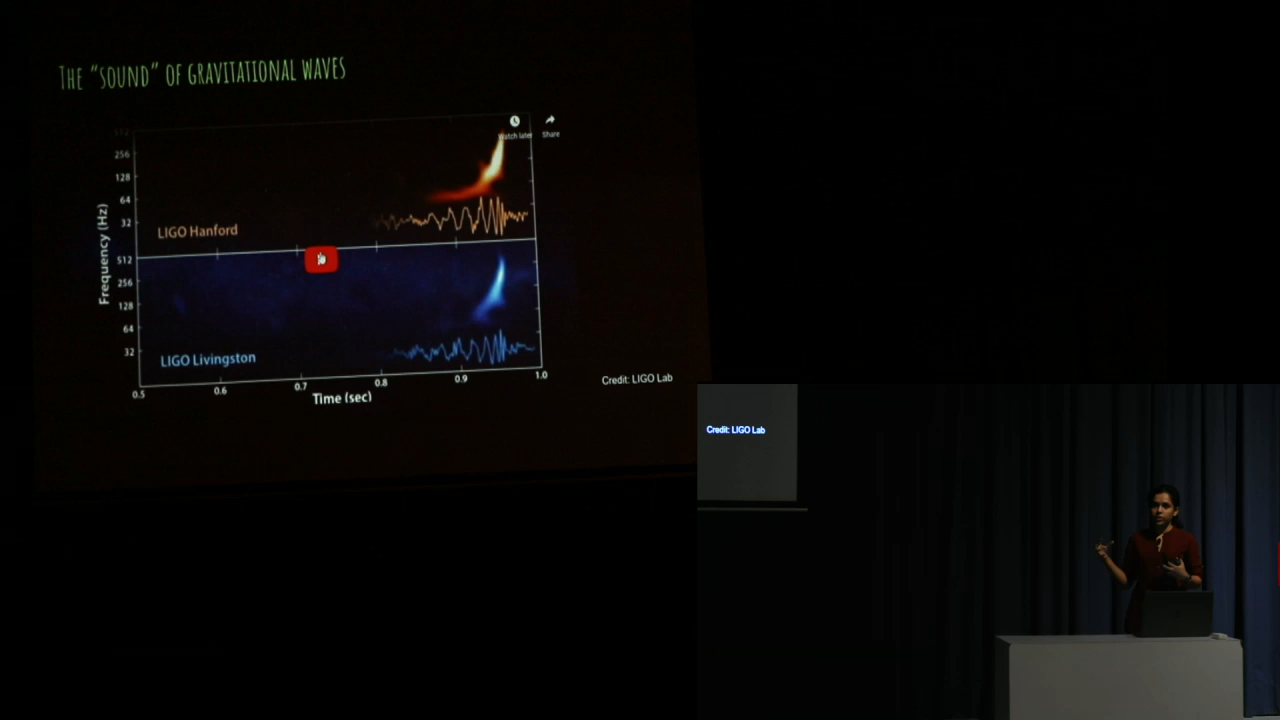 The "sound" of gravitational waves
Watch later
Share
Frequency (Hz)
512
256
128
64
32
LIGO Hanford
512
256
128
64
32
LIGO Livingston
0.5
0.6
0.7
0.8
0.9
1.0
Time (sec)
Credit: LIGO Lab
Credit: LIGO Lab